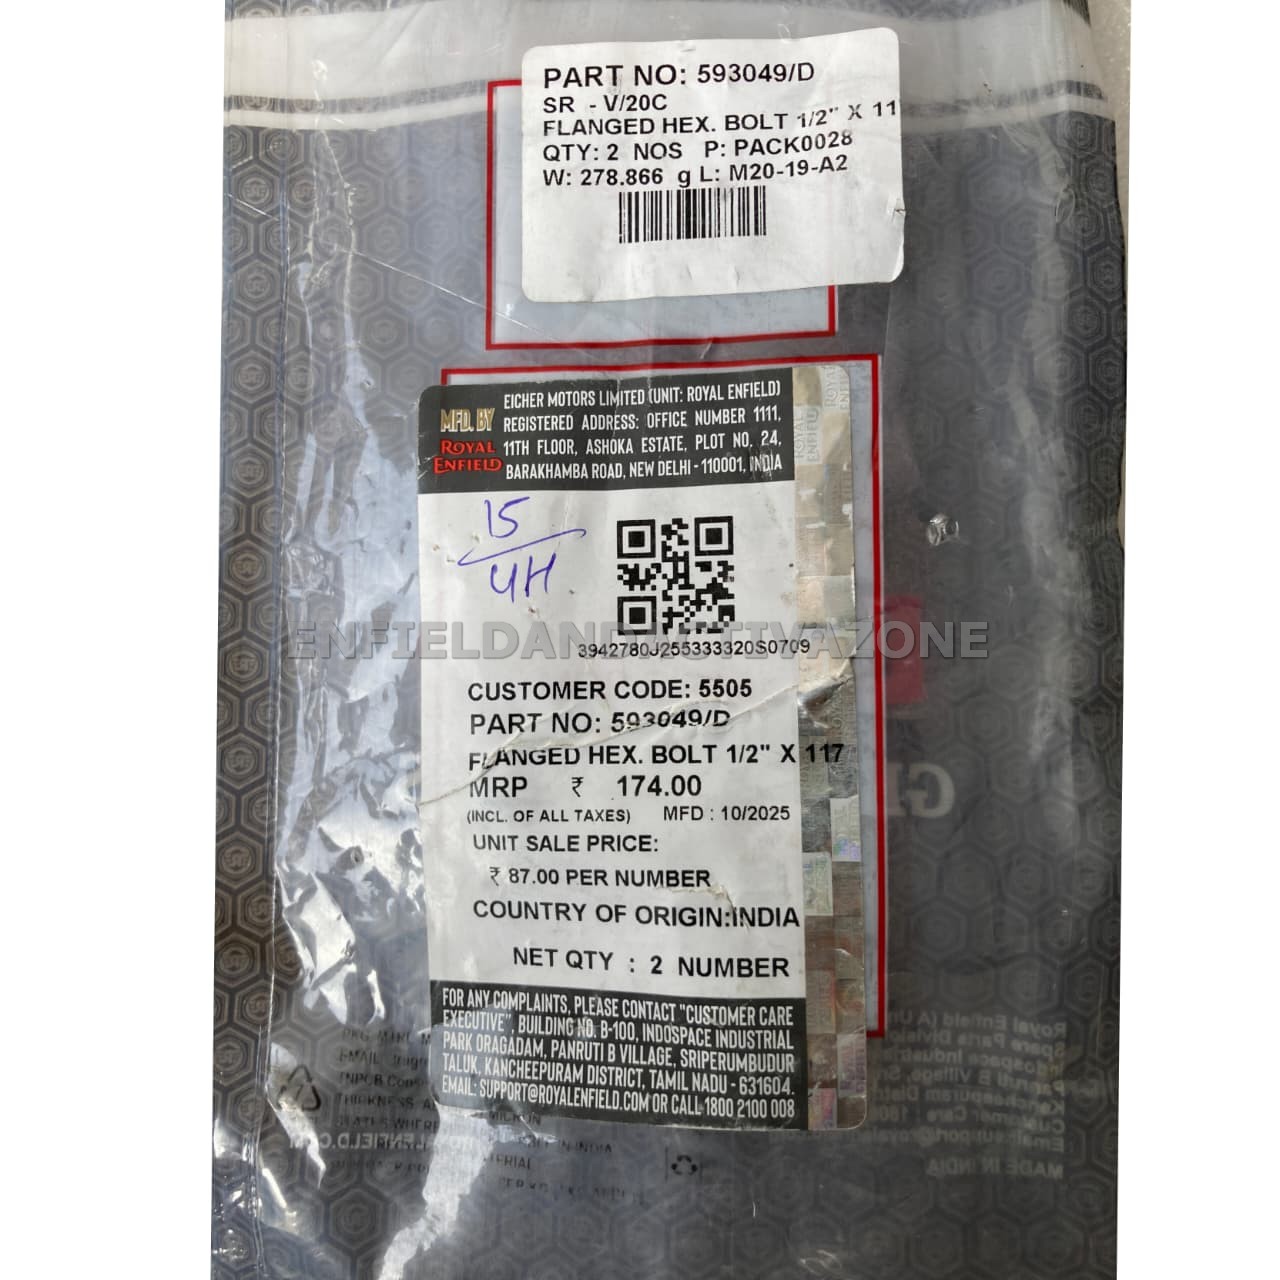 PART NO: 593049/D
SR - V/20C
FLANGED HEX. BOLT 1/2" X 11
QTY: 2 NOS P: PACK0028
W: 278.866 g L: M20-19-A2
MFD. BY
ROYAL
ENFIELD
EICHER MOTORS LIMITED (UNIT: ROYAL ENFIELD)
REGISTERED ADDRESS: OFFICE NUMBER 1111,
11TH FLOOR, ASHOKA ESTATE, PLOT NO. 24,
BARAKHAMBA ROAD, NEW DELHI - 110001, INDIA
ROYAL
ENFIELD
15
4H
3942780J255333320S0709
CUSTOMER CODE: 5505
PART NO: 593049/D
FLANGED HEX. BOLT 1/2" X 117
MRP ₹ 174.00
(INCL. OF ALL TAXES) MFD : 10/2025
UNIT SALE PRICE:
₹ 87.00 PER NUMBER
COUNTRY OF ORIGIN:INDIA
NET QTY : 2 NUMBER
FOR ANY COMPLAINTS, PLEASE CONTACT "CUSTOMER CARE
EXECUTIVE", BUILDING NO. B-100, INDOSPACE INDUSTRIAL
PARK ORAGADAM, PANRUTI B VILLAGE, SRIPERUMBUDUR
TALUK, KANCHEEPURAM DISTRICT, TAMIL NADU - 631604.
EMAIL: SUPPORT@ROYALENFIELD.COM OR CALL 1800 2100 008
MADE IN INDIA